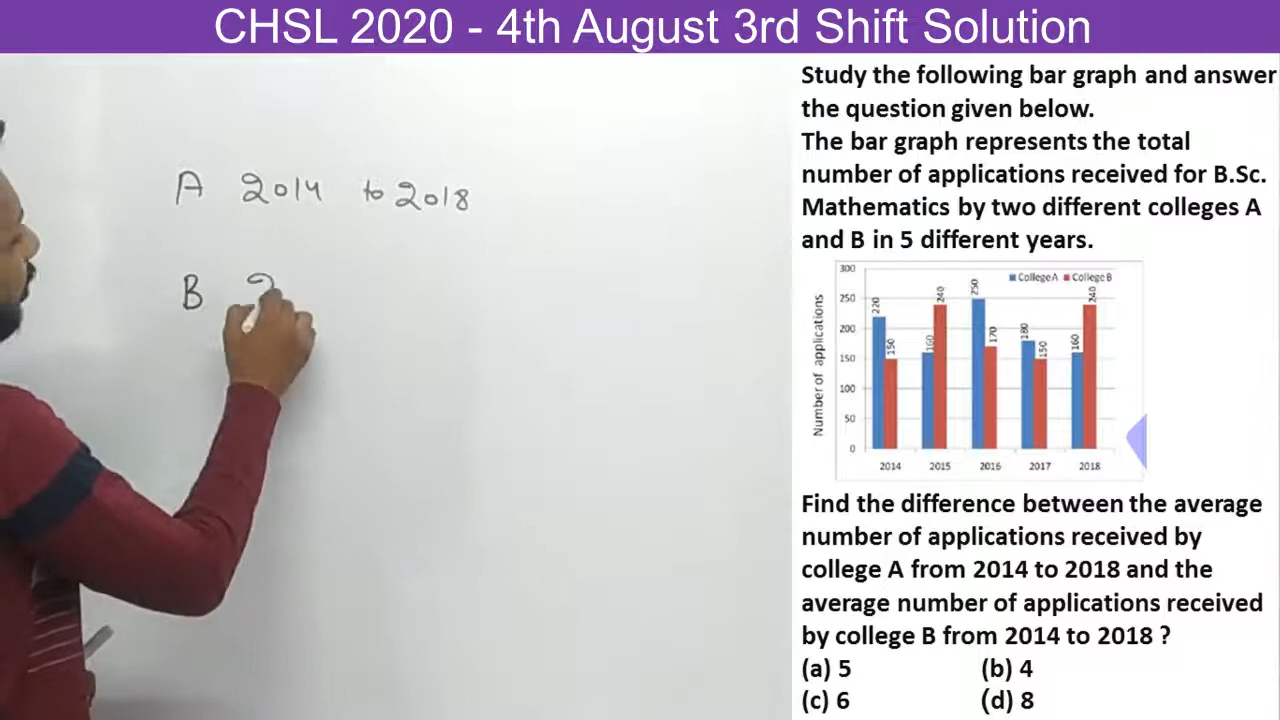 CHSL 2020 - 4th August 3rd Shift Solution
A 2014 to 2018
B 2
Study the following bar graph and answer
the question given below.
The bar graph represents the total
number of applications received for B.Sc.
Mathematics by two different colleges A
and B in 5 different years.
College A College B
Number of applications
300
250
200
150
100
50
0
220 150 160 240 250 170 180 150 160 240
2014 2015 2016 2017 2018
Find the difference between the average
number of applications received by
college A from 2014 to 2018 and the
average number of applications received
by college B from 2014 to 2018 ?
(a) 5 (b) 4
(c) 6 (d) 8